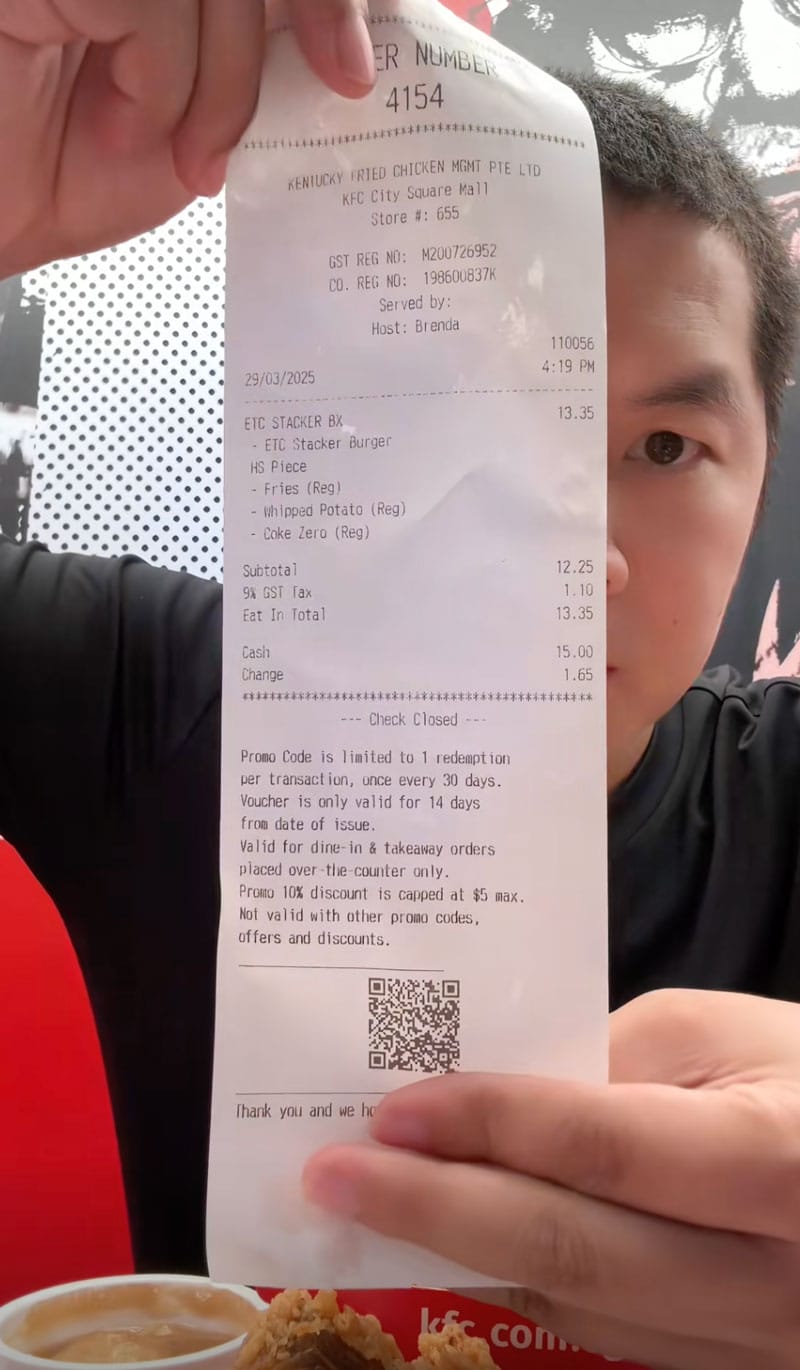 ER NUMBER
4154
****************************************
KENTUCKY FRIED CHICKEN MGMT PTE LTD
KFC City Square Mall
Store #: 655
GST REG NO: M200726952
CO. REG NO: 198600837K
Served by:
Host: Brenda
110056
29/03/2025 4:19 PM
ETC STACKER BX 13.35
- ETC Stacker Burger
HS Piece
- Fries (Reg)
- Whipped Potato (Reg)
- Coke Zero (Reg)
Subtotal 12.25
9% GST Tax 1.10
Eat In Total 13.35
Cash 15.00
Change 1.65
****************************************
--- Check Closed ---
Promo Code is limited to 1 redemption
per transaction, once every 30 days.
Voucher is only valid for 14 days
from date of issue.
Valid for dine-in & takeaway orders
placed over-the-counter only.
Promo 10% discount is capped at $5 max.
Not valid with other promo codes,
offers and discounts.
Thank you and we
kfc.com